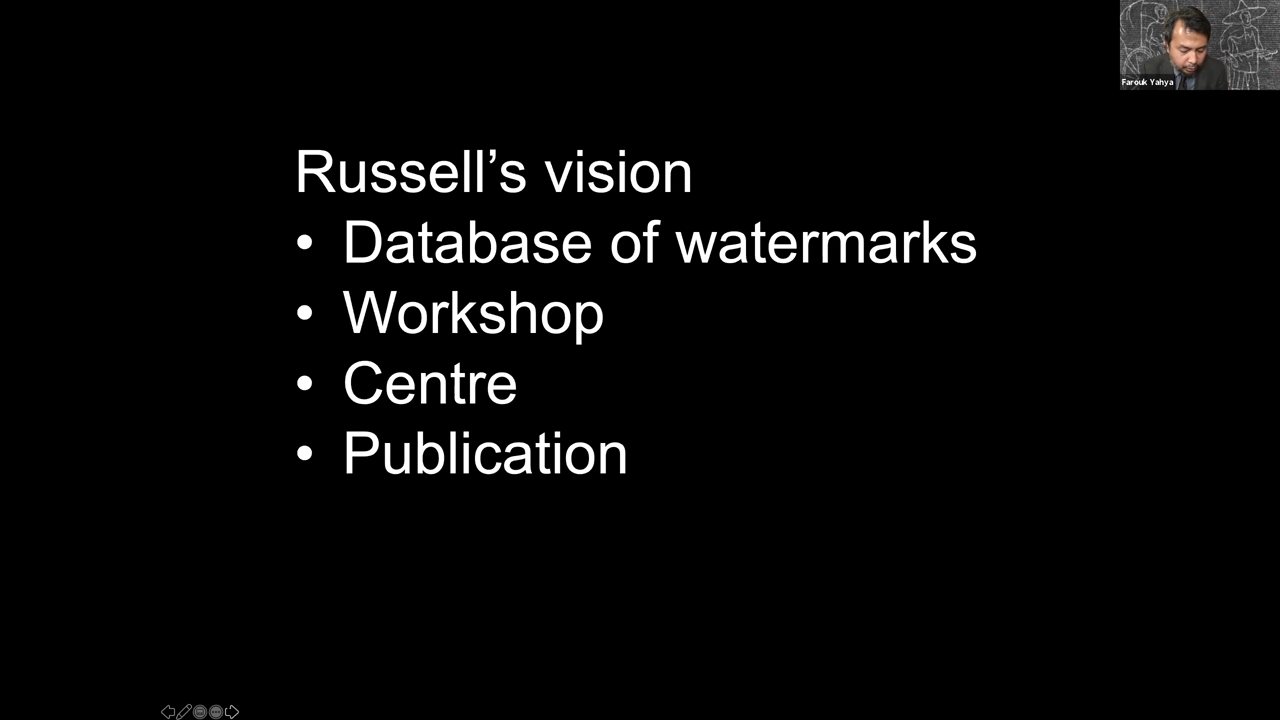 Farouk Yahya
Russell’s vision
• Database of watermarks
• Workshop
• Centre
• Publication